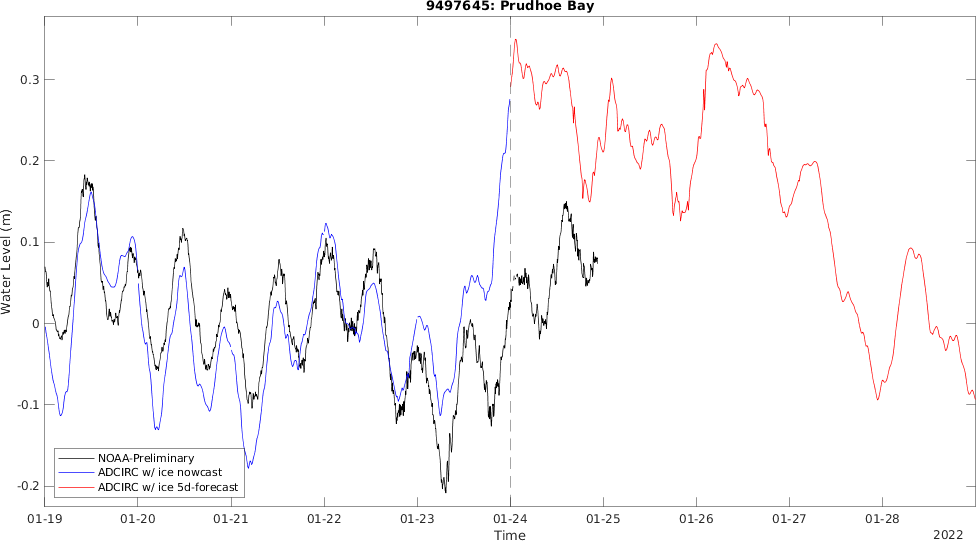 9497645: Prudhoe Bay
Water Level (m)
0.3
0.2
0.1
0
-0.1
-0.2
NOAA-Preliminary
ADCIRC w/ ice nowcast
ADCIRC w/ ice 5d-forecast
01-19 01-20 01-21 01-22 01-23 01-24 01-25 01-26 01-27 01-28
Time
2022